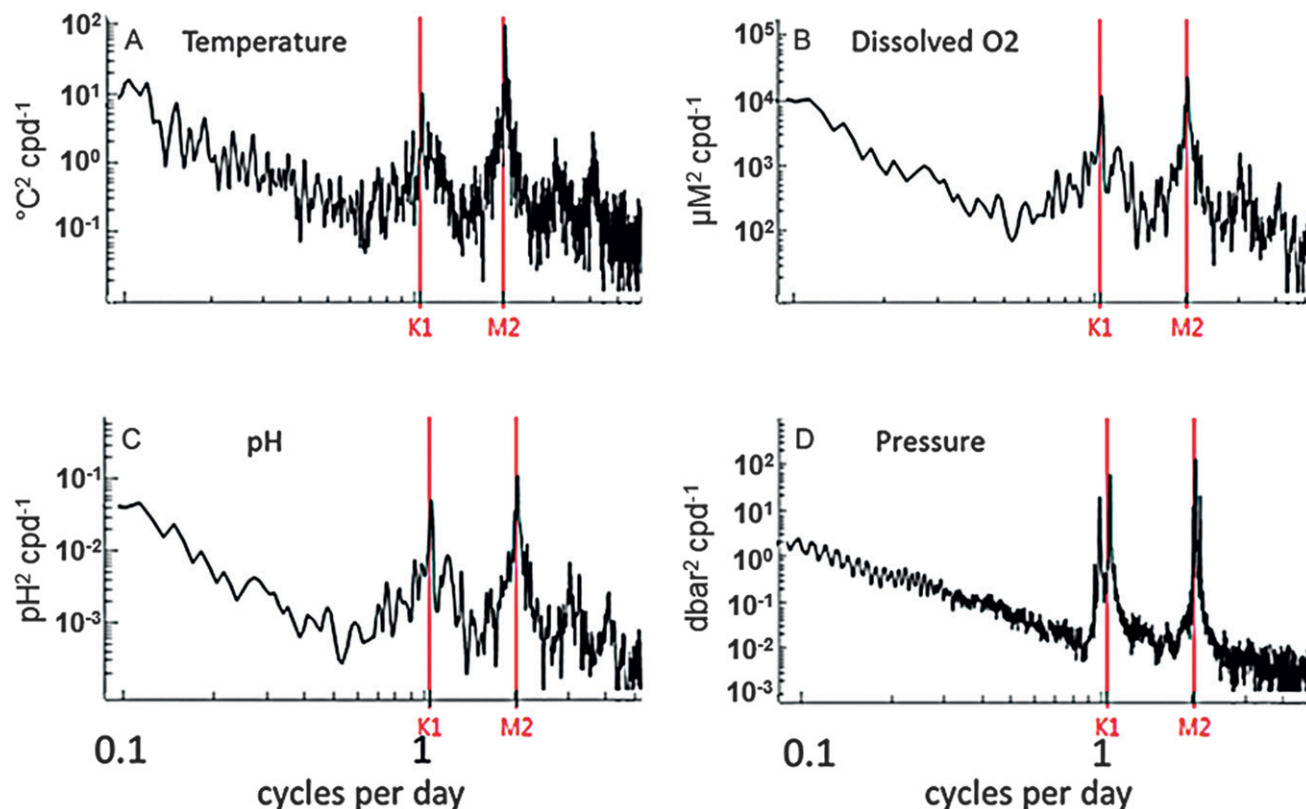 A Temperature
10²
10¹
10⁰
10⁻¹
°C² cpd⁻¹
K1 M2
B Dissolved O2
10⁵
10⁴
10³
10²
µM² cpd⁻¹
K1 M2
C pH
10⁻¹
10⁻²
10⁻³
pH² cpd⁻¹
K1 M2
0.1 1
cycles per day
D Pressure
10²
10¹
10⁰
10⁻¹
10⁻²
10⁻³
dbar² cpd⁻¹
K1 M2
0.1 1
cycles per day